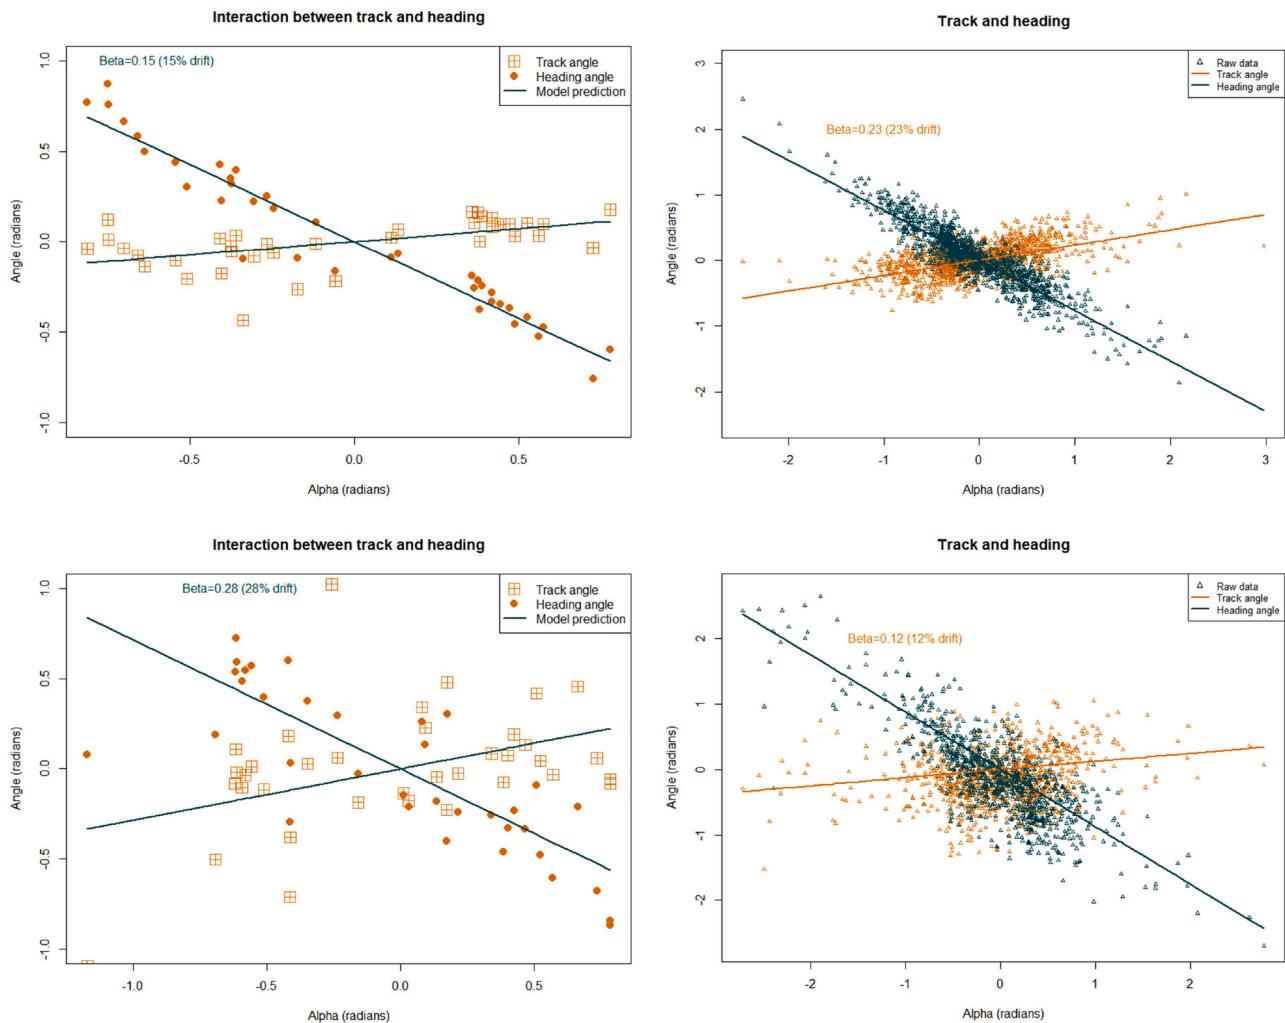 Interaction between track and heading
Beta=0.15 (15% drift)
Track angle
Heading angle
Model prediction
1.0
0.5
0.0
-0.5
-1.0
Angle (radians)
-0.5
0.0
0.5
Alpha (radians)
Track and heading
Beta=0.23 (23% drift)
Raw data
Track angle
Heading angle
3
2
1
0
-1
-2
Angle (radians)
-2
-1
0
1
2
3
Alpha (radians)
Interaction between track and heading
Beta=0.28 (28% drift)
Track angle
Heading angle
Model prediction
1.0
0.5
0.0
-0.5
-1.0
Angle (radians)
-1.0
-0.5
0.0
0.5
Alpha (radians)
Track and heading
Beta=0.12 (12% drift)
Raw data
Track angle
Heading angle
2
1
0
-1
-2
Angle (radians)
-2
-1
0
1
2
Alpha (radians)